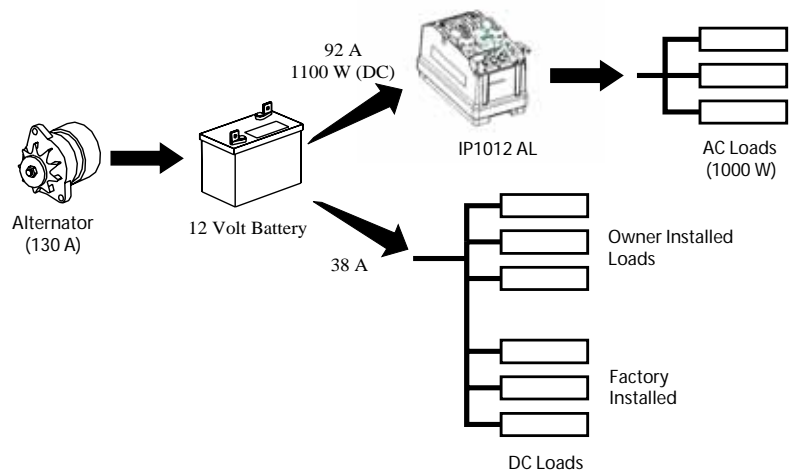 92 A
1100 W (DC)
IP1012 AL
AC Loads
(1000 W)
Alternator
(130 A)
12 Volt Battery
38 A
Owner Installed
Loads
Factory
Installed
DC Loads